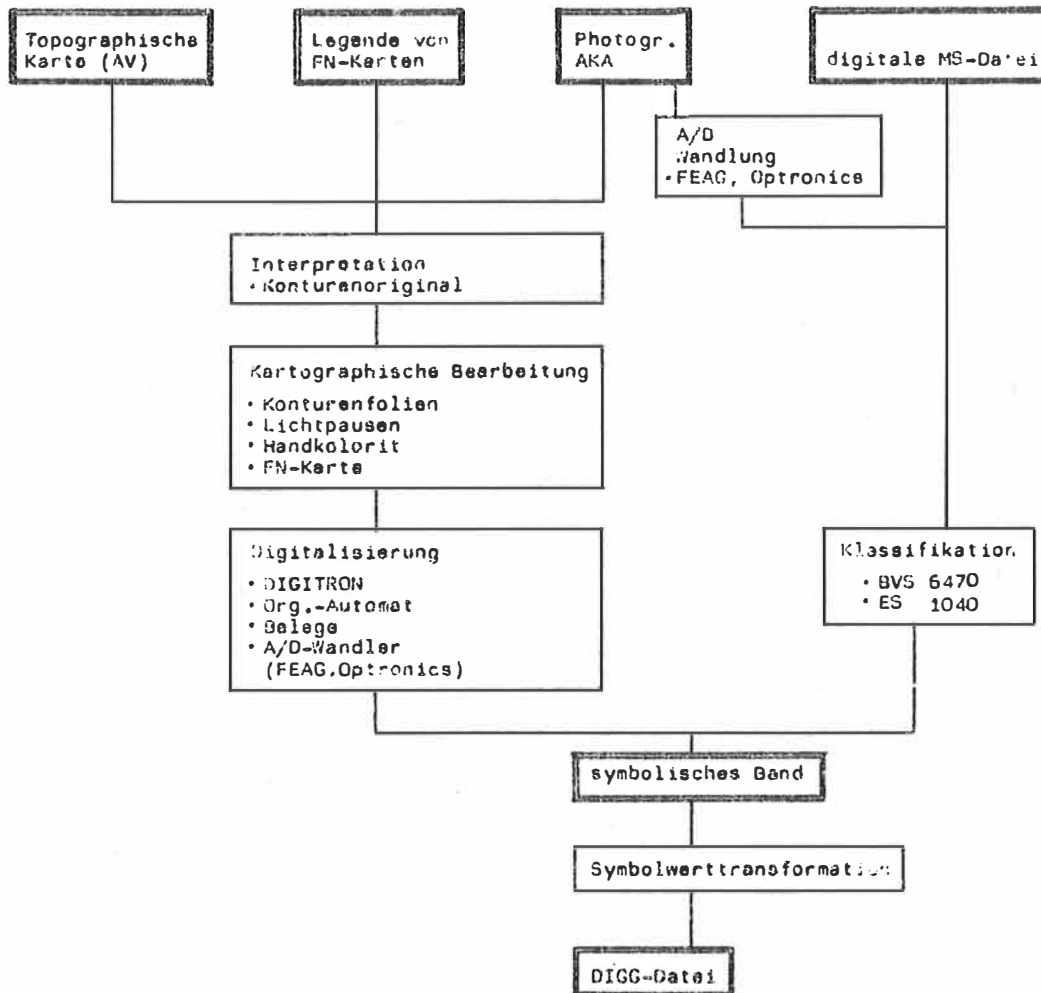 Topographische
Karte (AV)
Legende von
FN-Karten
Photogr.
AKA
digitale MS-Datei
A/D
Wandlung
• FEAG, Optronics
Interpretation
• Konturenoriginal
Kartographische Bearbeitung
• Konturenfolien
• Lichtpausen
• Handkolorit
• FN-Karte
Digitalisierung
• DIGITRON
• Org.-Automat
• Belege
• A/D-Wandler
(FEAG,Optronics)
Klassifikation
• BVS 6470
• ES 1040
symbolisches Band
Symbolwerttransformation
DIGG-Datei